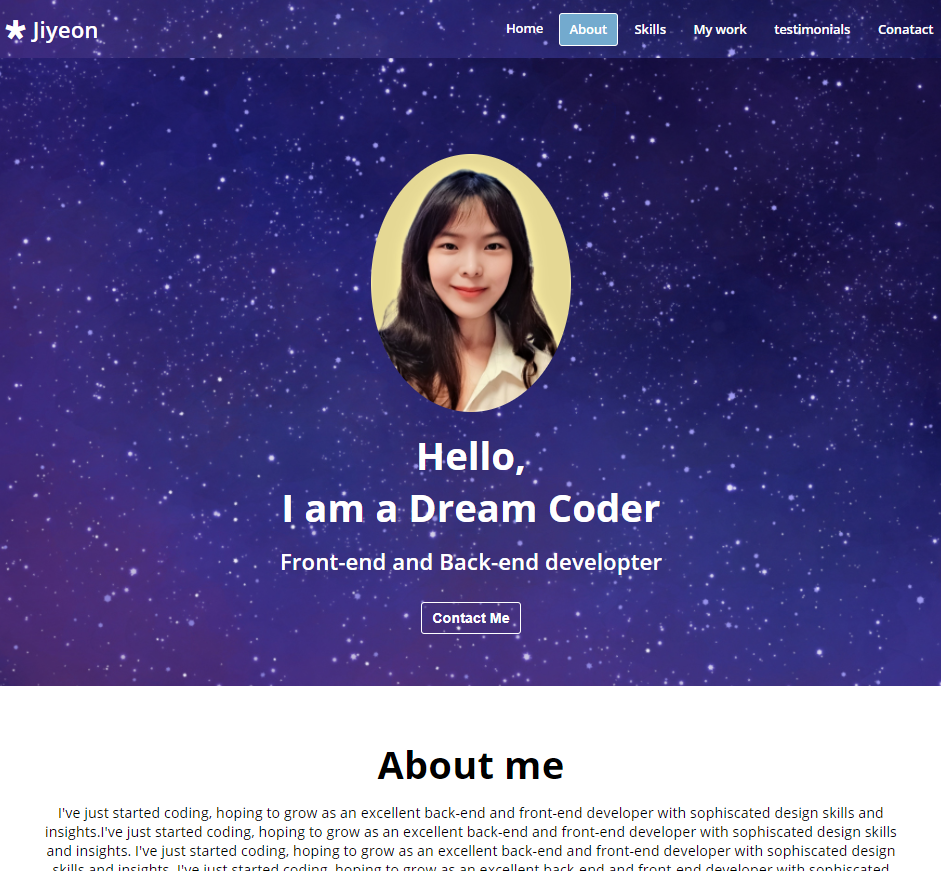 Jiyeon
Home About Skills My work testimonials Conatact
Hello,
I am a Dream Coder
Front-end and Back-end developter
Contact Me
About me
I've just started coding, hoping to grow as an excellent back-end and front-end developer with sophiscated design skills and
insights.I've just started coding, hoping to grow as an excellent back-end and front-end developer with sophiscated design skills
and insights. I've just started coding, hoping to grow as an excellent back-end and front-end developer with sophiscated design
skills and insights. I've just started coding, hoping to grow as an excellent back-end and front-end developer with sophiscated